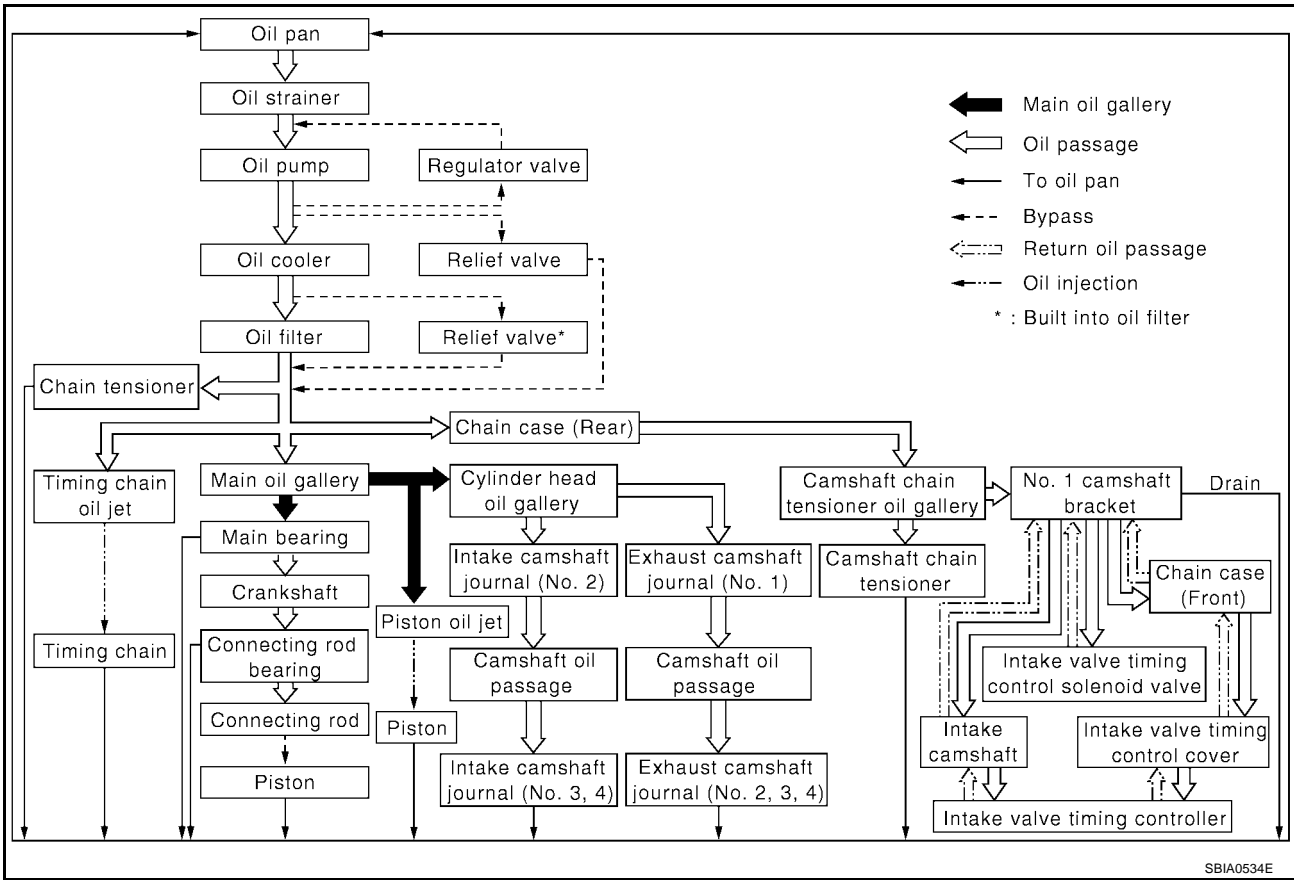 Oil pan
Oil strainer
Oil pump
Regulator valve
Oil cooler
Relief valve
Oil filter
Relief valve*
Main oil gallery
Oil passage
To oil pan
Bypass
Return oil passage
Oil injection
* : Built into oil filter
Chain tensioner
Chain case (Rear)
Timing chain
oil jet
Main oil gallery
Cylinder head
oil gallery
Camshaft chain
tensioner oil gallery
No. 1 camshaft
bracket
Drain
Main bearing
Intake camshaft
journal (No. 2)
Exhaust camshaft
journal (No. 1)
Camshaft chain
tensioner
Chain case
(Front)
Crankshaft
Piston oil jet
Timing chain
Connecting rod
bearing
Camshaft oil
passage
Camshaft oil
passage
Intake valve timing
control solenoid valve
Connecting rod
Piston
Intake
camshaft
Intake valve timing
control cover
Piston
Intake camshaft
journal (No. 3, 4)
Exhaust camshaft
journal (No. 2, 3, 4)
Intake valve timing controller
SBIA0534E